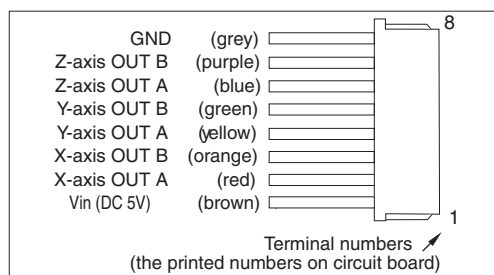 8
GND (grey)
Z-axis OUT B (purple)
Z-axis OUT A (blue)
Y-axis OUT B (green)
Y-axis OUT A (yellow)
X-axis OUT B (orange)
X-axis OUT A (red)
Vin (DC 5V) (brown)
1
Terminal numbers
(the printed numbers on circuit board)